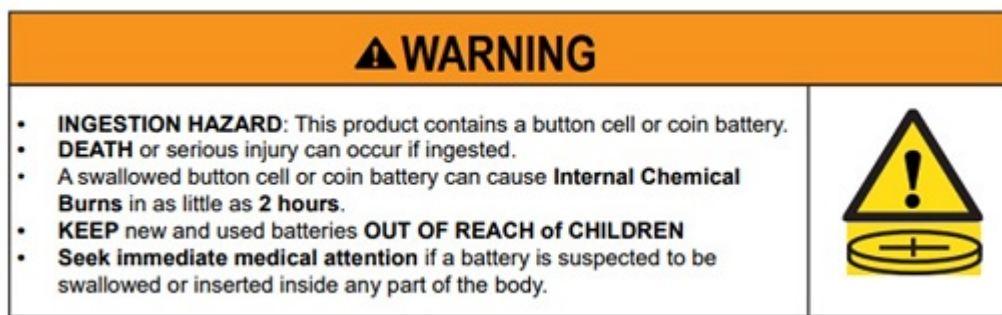 ⚠WARNING
• INGESTION HAZARD: This product contains a button cell or coin battery.
• DEATH or serious injury can occur if ingested.
• A swallowed button cell or coin battery can cause Internal Chemical
Burns in as little as 2 hours.
• KEEP new and used batteries OUT OF REACH of CHILDREN
• Seek immediate medical attention if a battery is suspected to be
swallowed or inserted inside any part of the body.